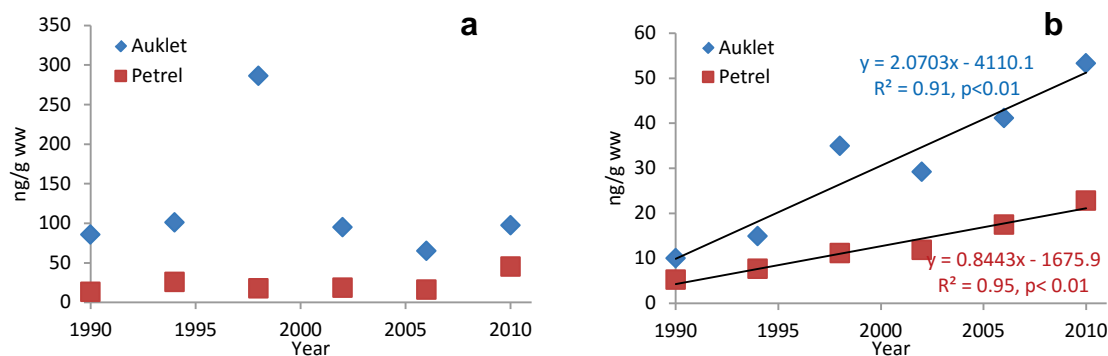 a
Auklet
Petrel
ng/g ww
350
300
250
200
150
100
50
0
1990 1995 2000 2005 2010
Year
b
Auklet
Petrel
y = 2.0703x - 4110.1
R² = 0.91, p<0.01
y = 0.8443x - 1675.9
R² = 0.95, p< 0.01
ng/g ww
60
50
40
30
20
10
0
1990 1995 2000 2005 2010
Year